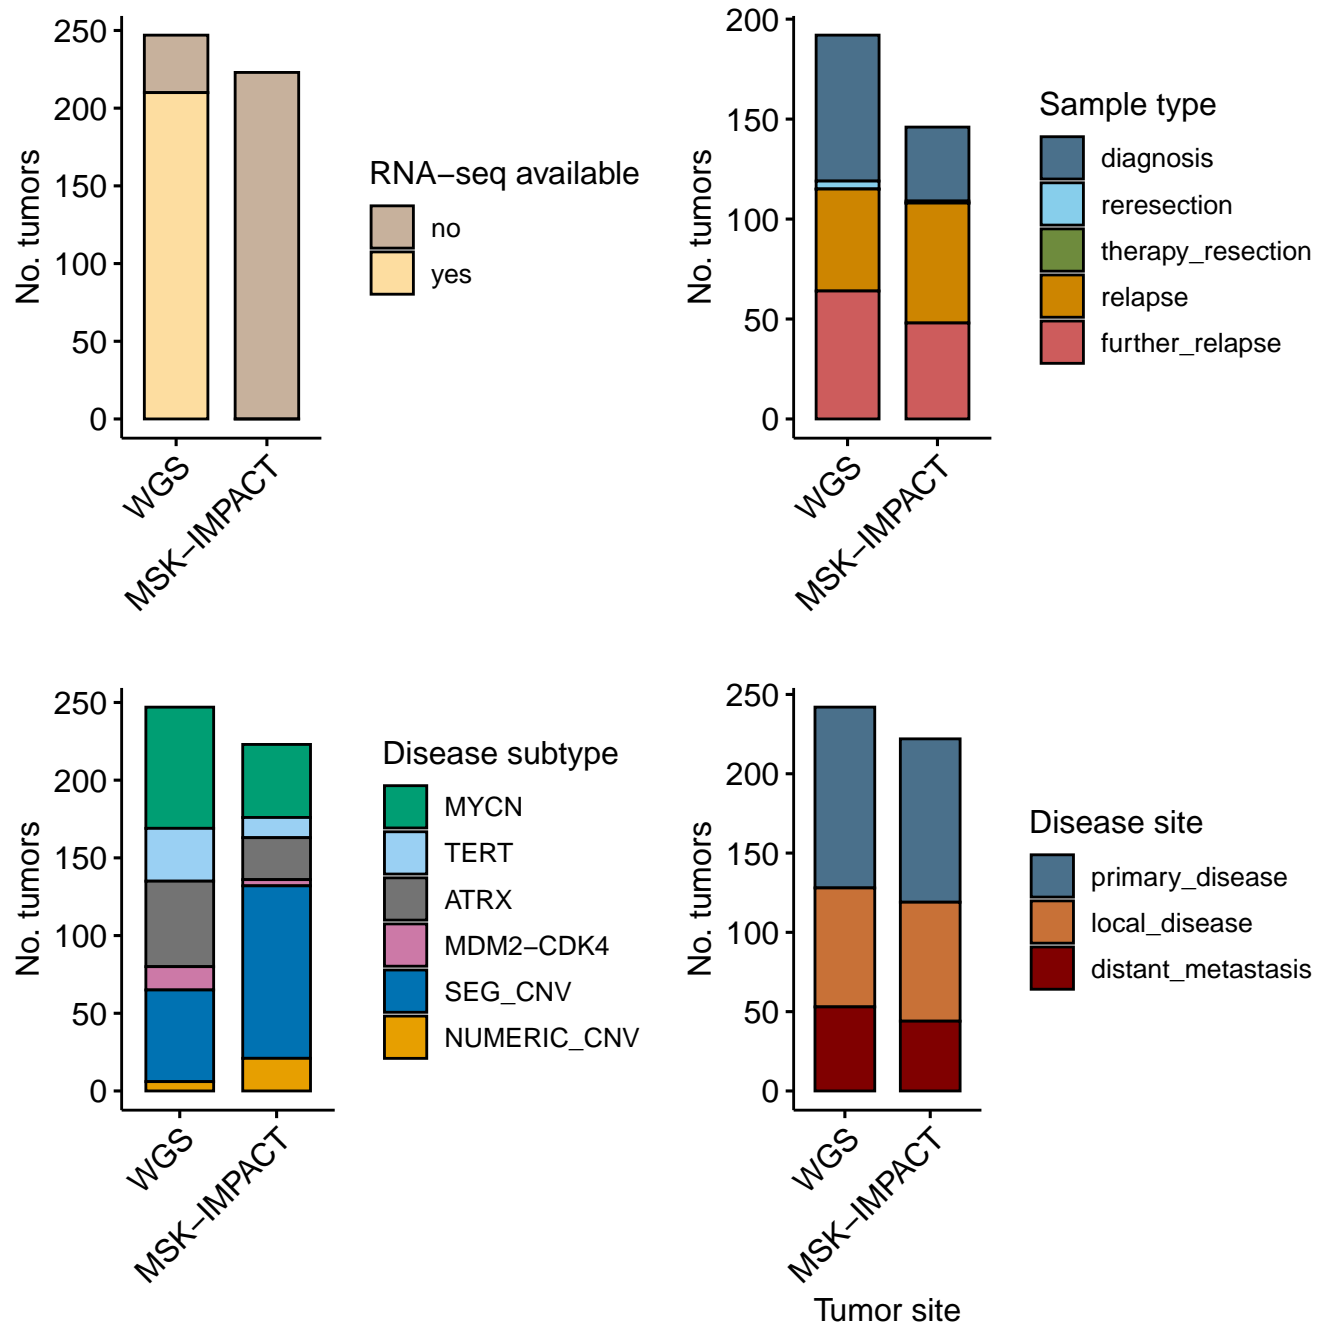 250
200
150
100
50
0
No. tumors
WGS
MSK−IMPACT
RNA−seq available
no
yes
200
150
100
50
0
No. tumors
WGS
MSK−IMPACT
Sample type
diagnosis
reresection
therapy_resection
relapse
further_relapse
250
200
150
100
50
0
No. tumors
WGS
MSK−IMPACT
Disease subtype
MYCN
TERT
ATRX
MDM2−CDK4
SEG_CNV
NUMERIC_CNV
250
200
150
100
50
0
No. tumors
WGS
MSK−IMPACT
Tumor site
Disease site
primary_disease
local_disease
distant_metastasis